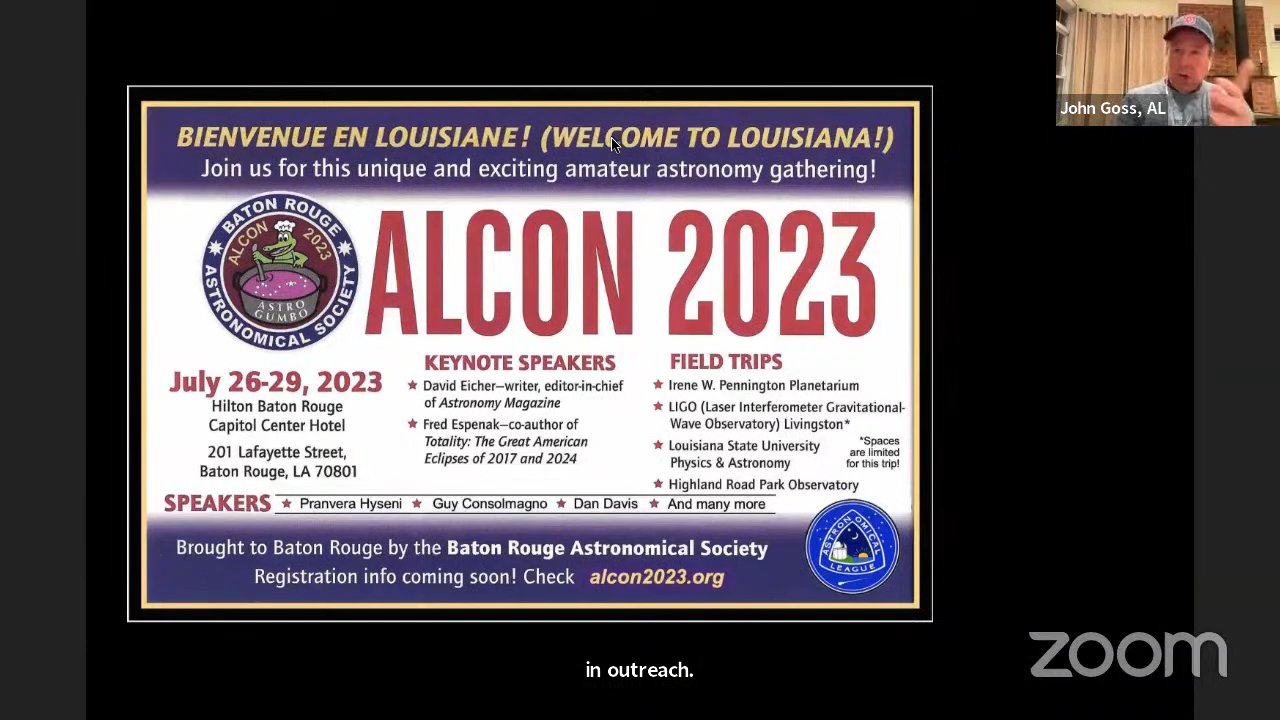 John Goss, AL
BIENVENUE EN LOUISIANE! (WELCOME TO LOUISIANA!)
Join us for this unique and exciting amateur astronomy gathering!
BATON ROUGE
ASTRONOMICAL SOCIETY
ALCON 2023
ASTRO
GUMBO
ALCON 2023
July 26-29, 2023
Hilton Baton Rouge
Capitol Center Hotel
201 Lafayette Street,
Baton Rouge, LA 70801
KEYNOTE SPEAKERS
★ David Eicher—writer, editor-in-chief
of Astronomy Magazine
★ Fred Espenak—co-author of
Totality: The Great American
Eclipses of 2017 and 2024
FIELD TRIPS
★ Irene W. Pennington Planetarium
★ LIGO (Laser Interferometer Gravitational-
Wave Observatory) Livingston*
★ Louisiana State University
Physics & Astronomy
★ Highland Road Park Observatory
*Spaces
are limited
for this trip!
SPEAKERS ★ Pranvera Hyseni ★ Guy Consolmagno ★ Dan Davis ★ And many more
Brought to Baton Rouge by the Baton Rouge Astronomical Society
Registration info coming soon! Check alcon2023.org
ASTRONOMICAL
LEAGUE
zoom
in outreach.